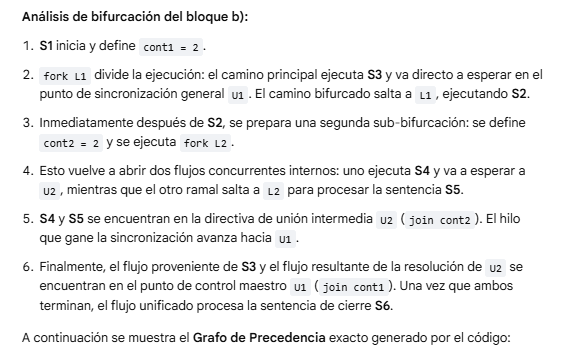 Análisis de bifurcación del bloque b):
1. S1 inicia y define cont1 = 2 .
2. fork L1 divide la ejecución: el camino principal ejecuta S3 y va directo a esperar en el
punto de sincronización general U1 . El camino bifurcado salta a L1 , ejecutando S2.
3. Inmediatamente después de S2, se prepara una segunda sub-bifurcación: se define
cont2 = 2 y se ejecuta fork L2 .
4. Esto vuelve a abrir dos flujos concurrentes internos: uno ejecuta S4 y va a esperar a
U2 , mientras que el otro ramal salta a L2 para procesar la sentencia S5.
5. S4 y S5 se encuentran en la directiva de unión intermedia U2 ( join cont2 ). El hilo
que gane la sincronización avanza hacia U1 .
6. Finalmente, el flujo proveniente de S3 y el flujo resultante de la resolución de U2 se
encuentran en el punto de control maestro U1 ( join cont1 ). Una vez que ambos
terminan, el flujo unificado procesa la sentencia de cierre S6.
A continuación se muestra el Grafo de Precedencia exacto generado por el código: